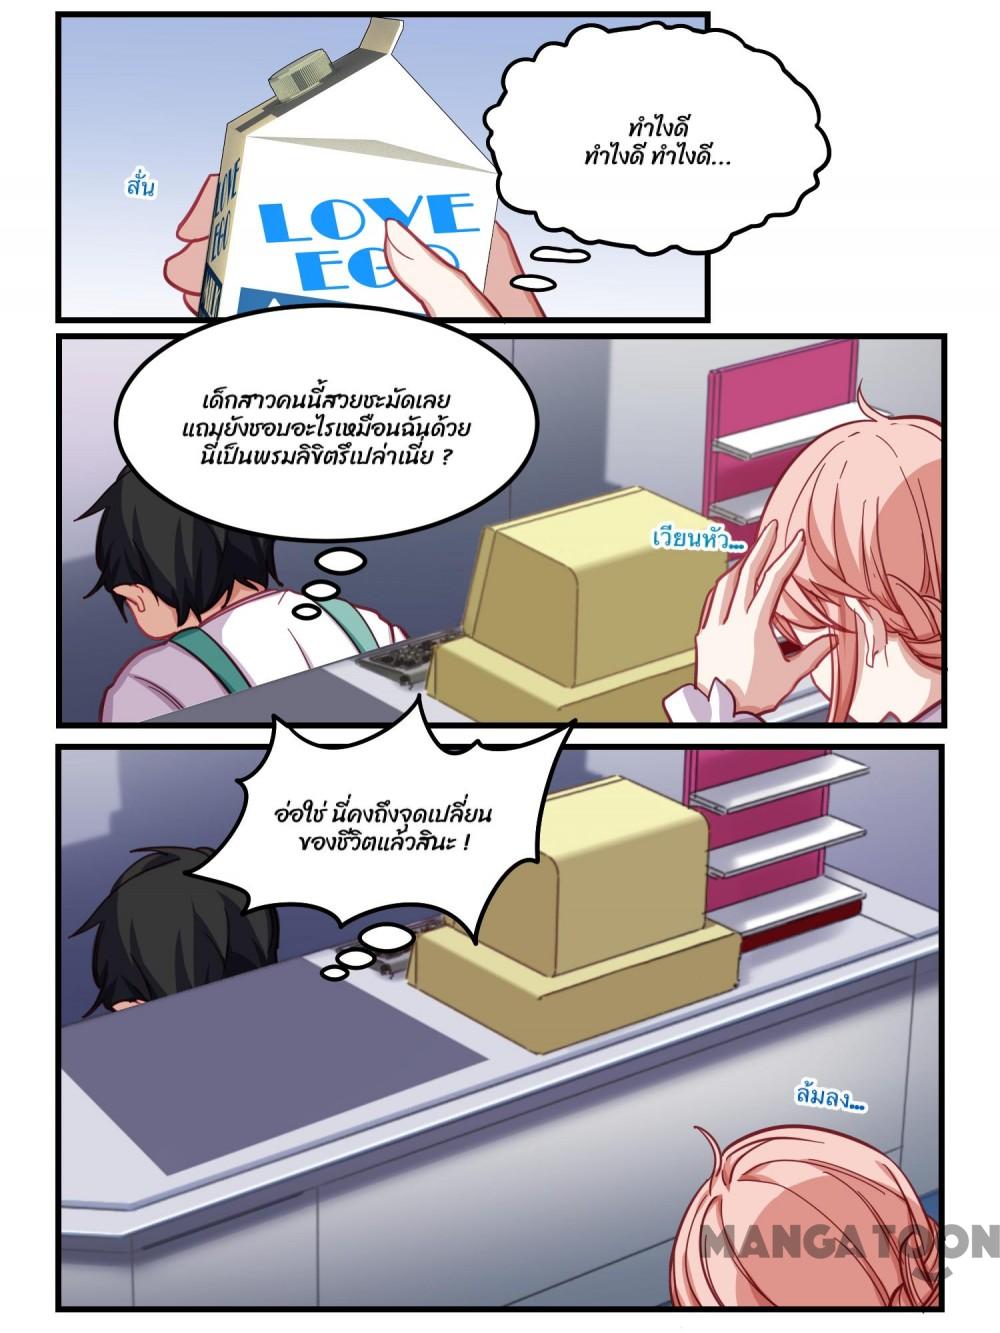 ทำไงดี
ทำไงดี ทำไงดี...
สั่น
LOVE
EGO
LOVE
EGO
เด็กสาวคนนี้สวยชะมัดเลย
แถมยังชอบอะไรเหมือนฉันด้วย
นี่เป็นพรมลิขิตรึเปล่าเนี่ย ?
เวียนหัว...
อ่อใช่ นี่คงถึงจุดเปลี่ยน
ของชีวิตแล้วสินะ !
ล้มลง...
MANGATOON